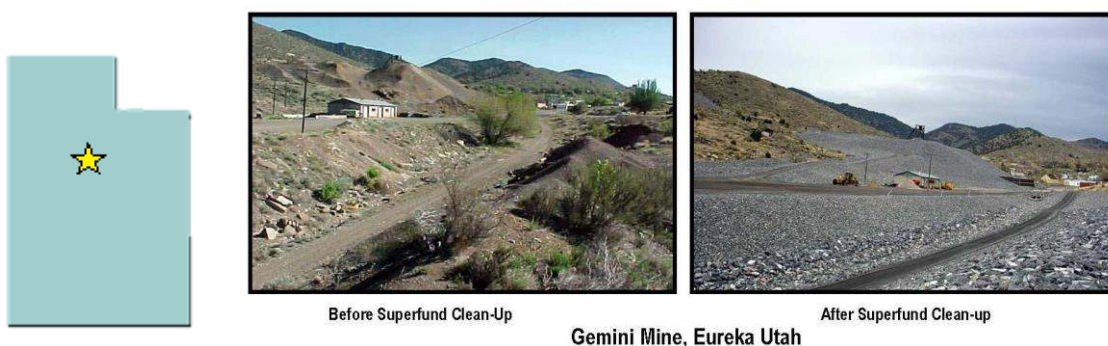 Before Superfund Clean-Up
After Superfund Clean-up
Gemini Mine, Eureka Utah